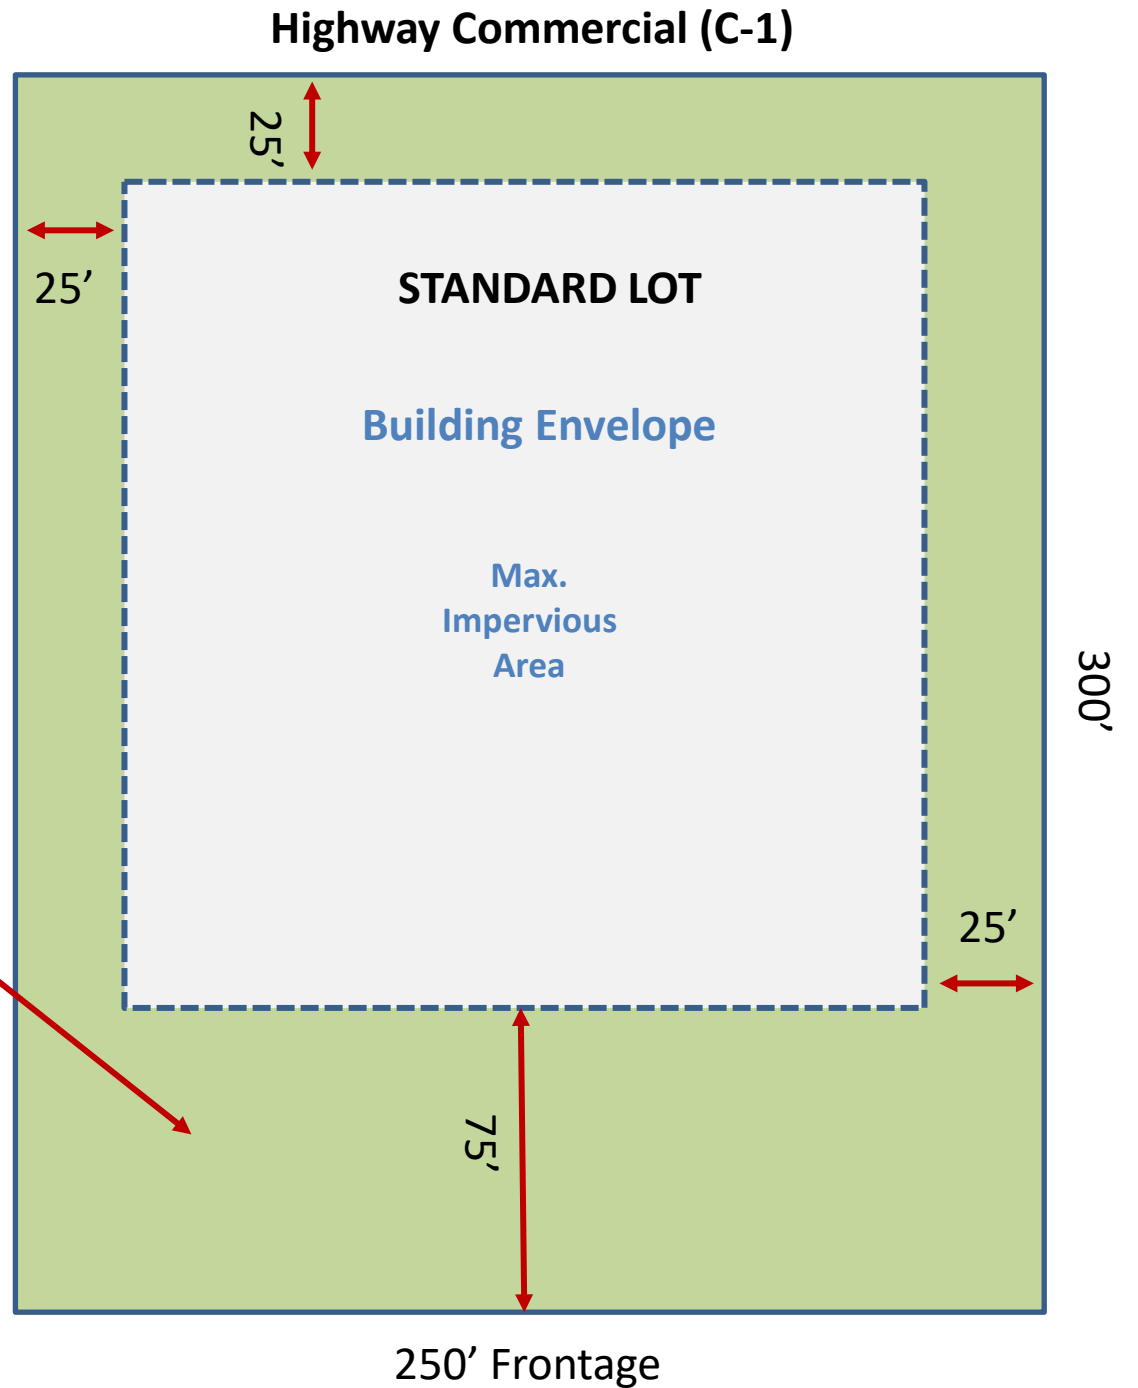 Highway Commercial (C-1)
25’
25’
STANDARD LOT
Building Envelope
Max.
Impervious
Area
300’
25’
75’
250’ Frontage